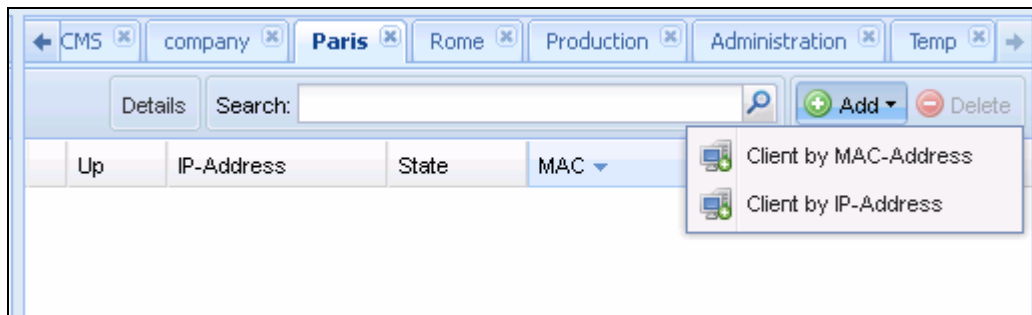 CMS company Paris Rome Production Administration Temp
Details Search: Add Delete
Client by MAC-Address
Up IP-Address State MAC
Client by IP-Address